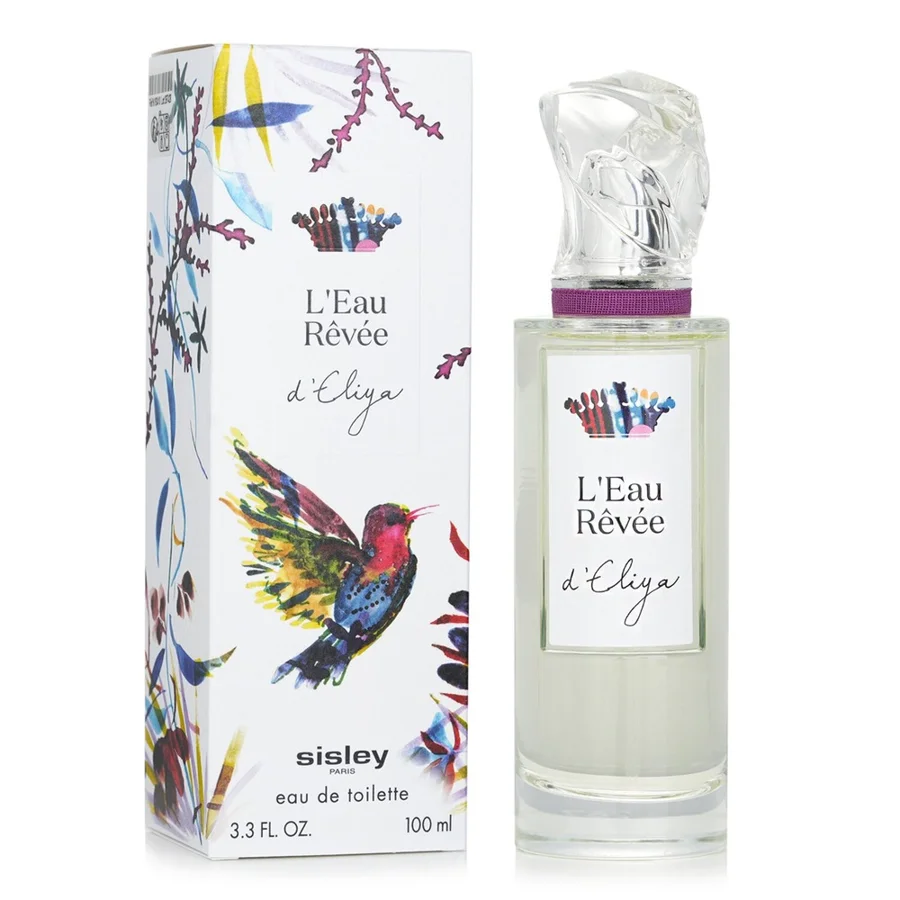 L'Eau
Rêvée
d'Eliya
sisley
PARIS
eau de toilette
3.3 FL. OZ.
100 ml
L'Eau
Rêvée
d'Eliya